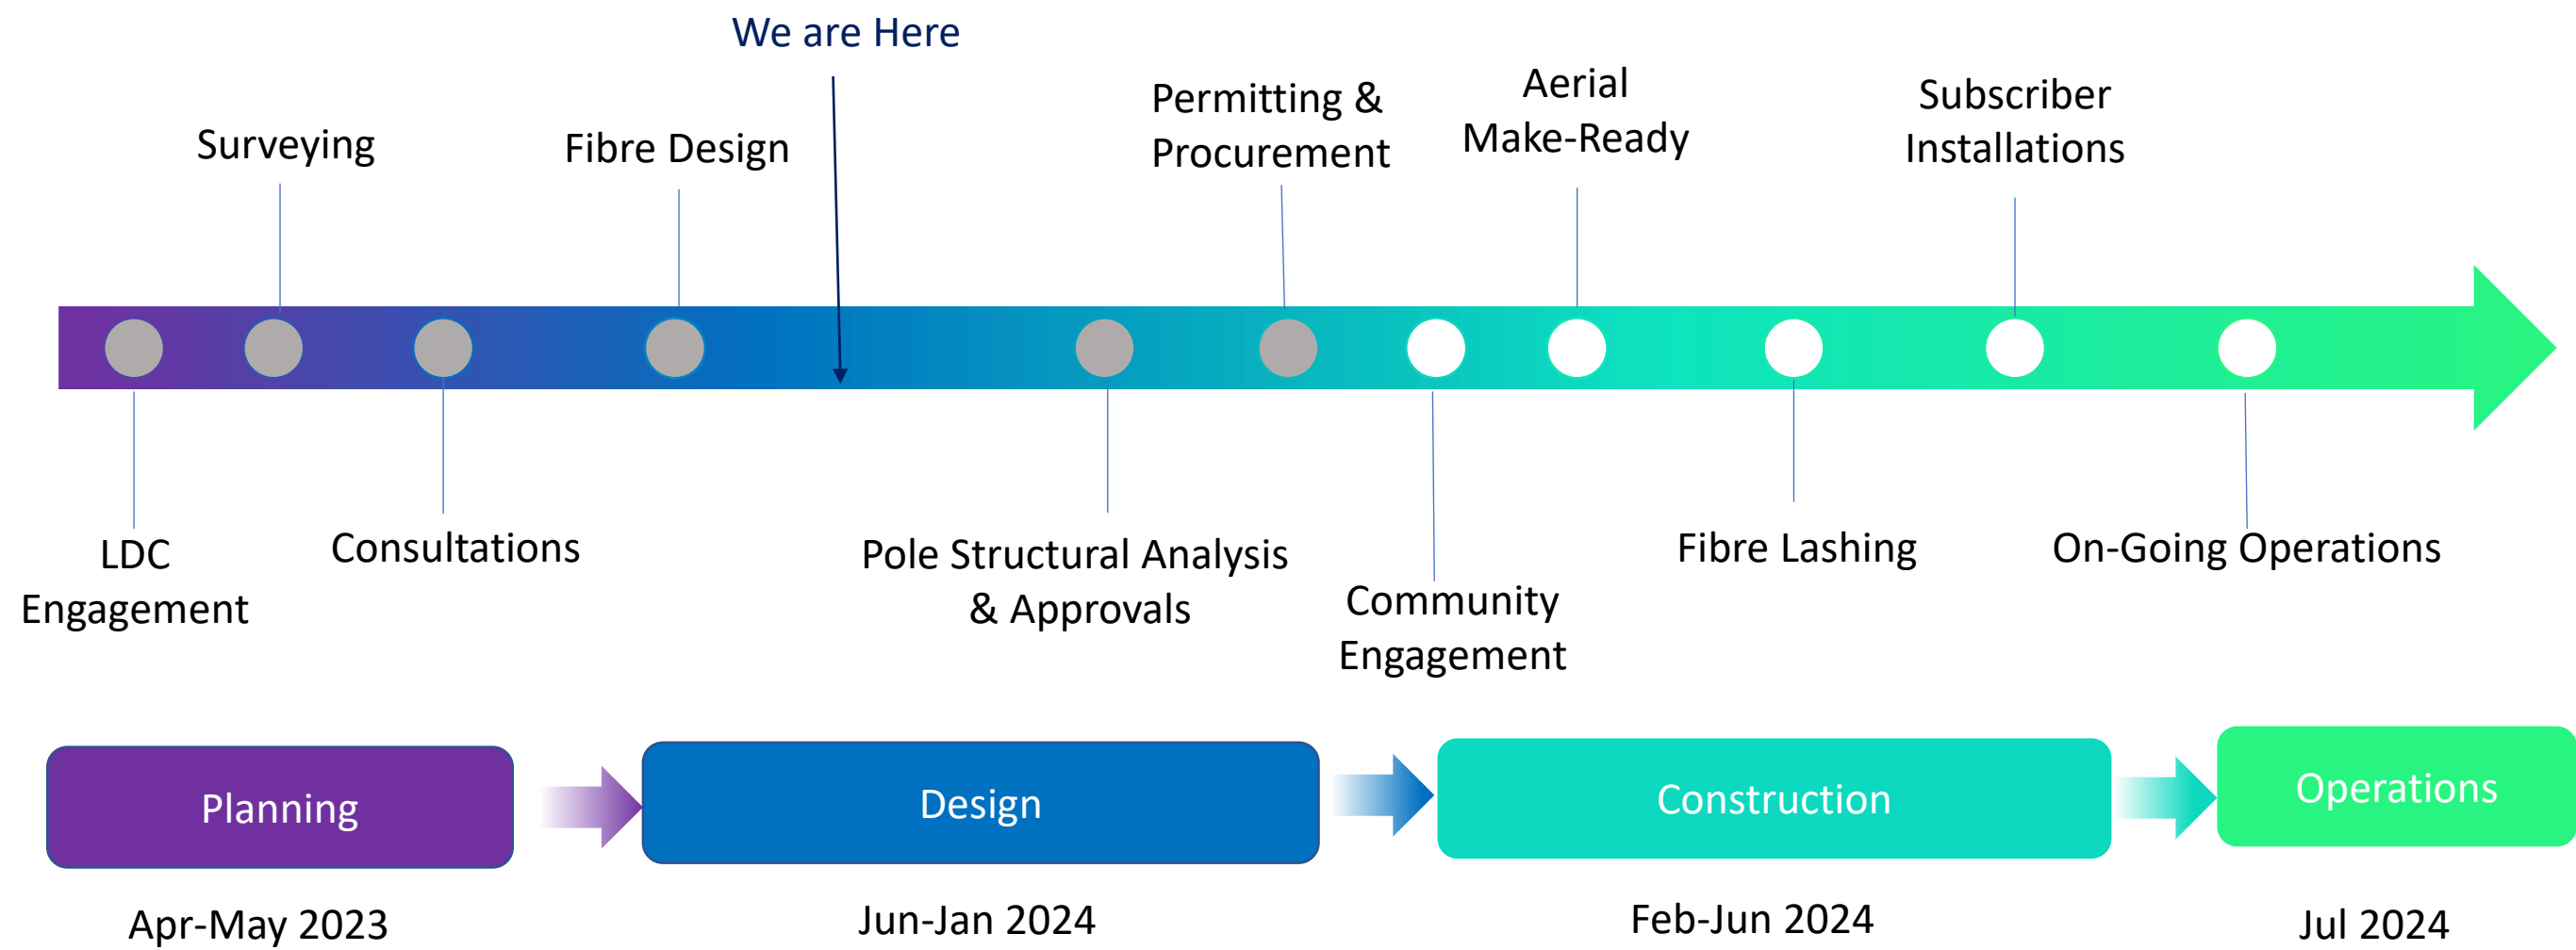 We are Here
Surveying
Fibre Design
Permitting &
Procurement
Aerial
Make-Ready
Subscriber
Installations
LDC
Engagement
Consultations
Pole Structural Analysis
& Approvals
Community
Engagement
Fibre Lashing
On-Going Operations
Planning
Design
Construction
Operations
Apr-May 2023
Jun-Jan 2024
Feb-Jun 2024
Jul 2024